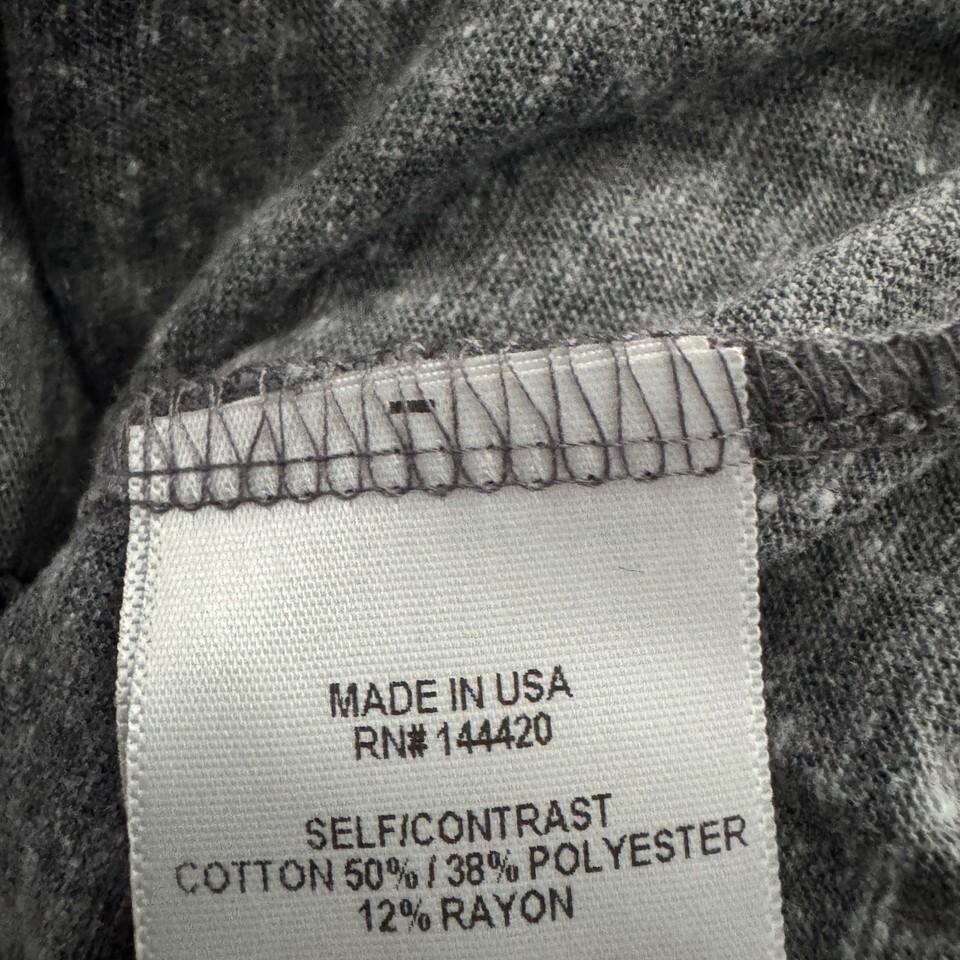 MADE IN USA
RN# 144420
SELF/CONTRAST
COTTON 50% / 38% POLYESTER
12% RAYON